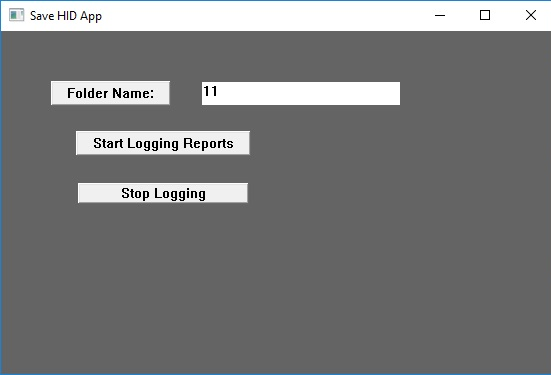 Save HID App
Folder Name:
11
Start Logging Reports
Stop Logging